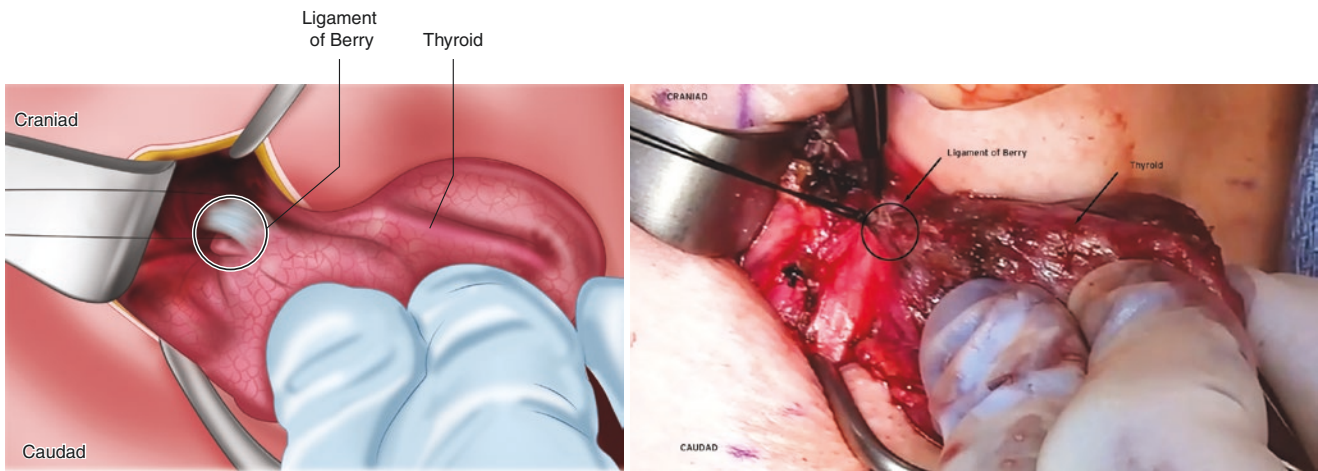 Ligament
of Berry
Thyroid
Craniad
Caudad
CRANIAD
Ligament of Berry
Thyroid
CAUDAD